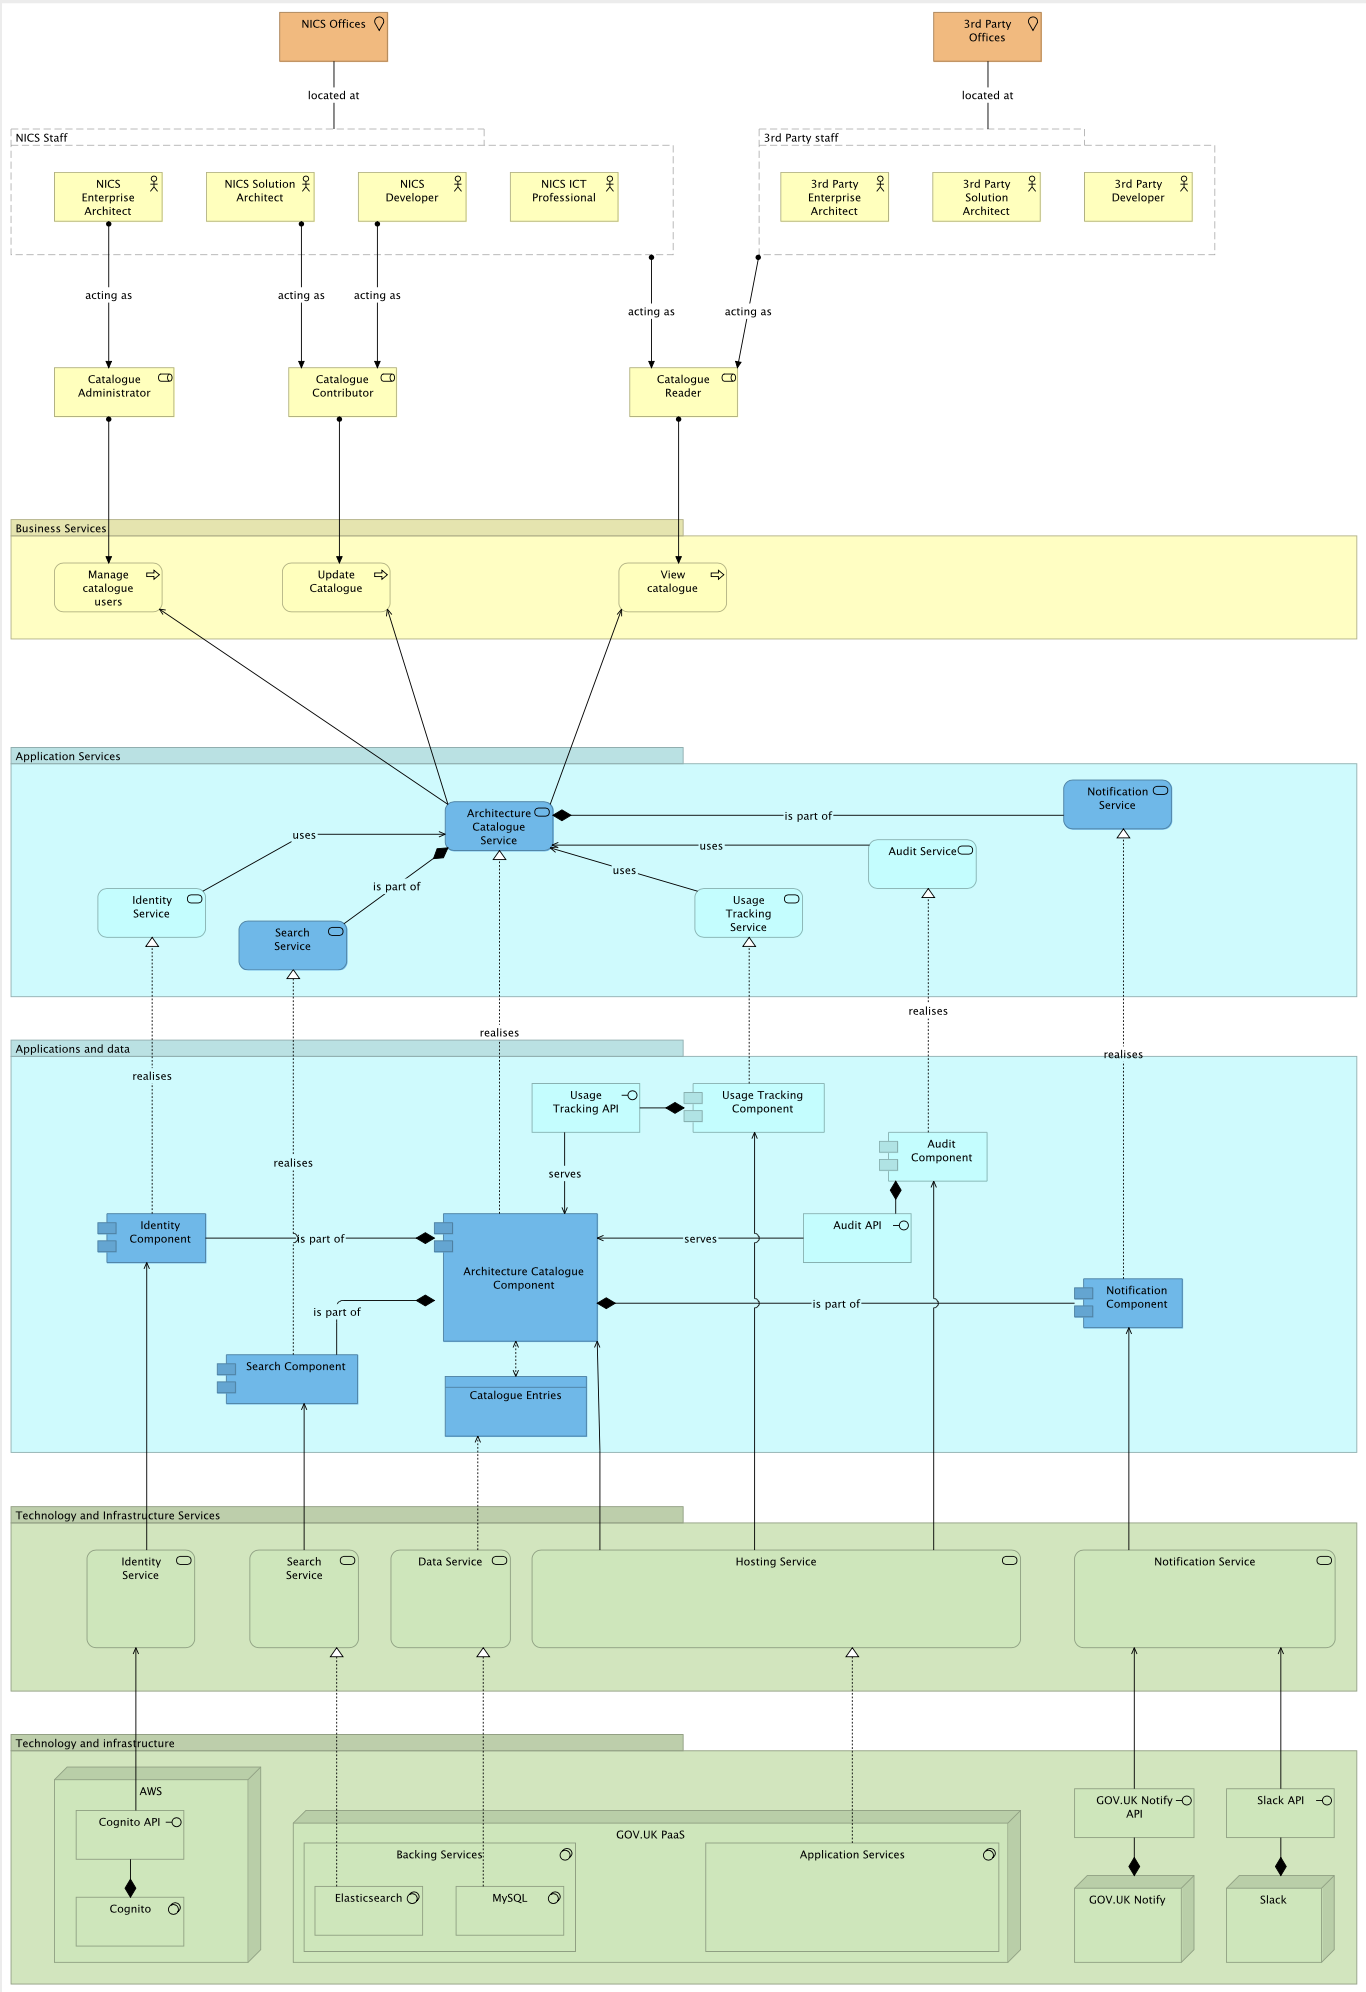 NICS Offices
3rd Party
Offices
located at
located at
NICS Staff
3rd Party staff
NICS
Enterprise
Architect
NICS Solution
Architect
NICS
Developer
NICS ICT
Professional
3rd Party
Enterprise
Architect
3rd Party
Solution
Architect
3rd Party
Developer
acting as
acting as
acting as
acting as
acting as
Catalogue
Administrator
Catalogue
Contributor
Catalogue
Reader
Business Services
Manage
catalogue
users
Update
Catalogue
View
catalogue
Application Services
Architecture
Catalogue
Service
Notification
Service
is part of
uses
uses
Audit Service
uses
is part of
Identity
Service
Usage
Tracking
Service
Search
Service
realises
realises
Applications and data
realises
realises
Usage
Tracking API
Usage Tracking
Component
Audit
Component
realises
serves
Identity
Component
is part of
Architecture Catalogue
Component
serves
Audit API
Notification
Component
is part of
is part of
Search Component
Catalogue Entries
Technology and Infrastructure Services
Identity
Service
Search
Service
Data Service
Hosting Service
Notification Service
Technology and infrastructure
AWS
Cognito API
Cognito
GOV.UK PaaS
Backing Services
Elasticsearch
MySQL
Application Services
GOV.UK Notify
API
Slack API
GOV.UK Notify
Slack